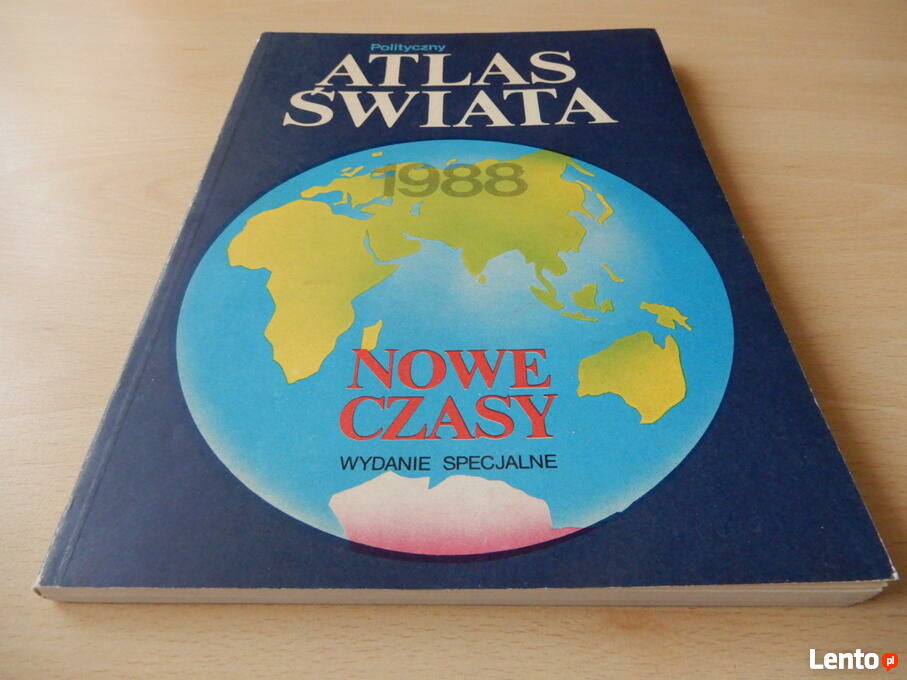 Polityczny
ATLAS
ŚWIATA
1988
NOWE
CZASY
WYDANIE SPECJALNE
Lento.pl